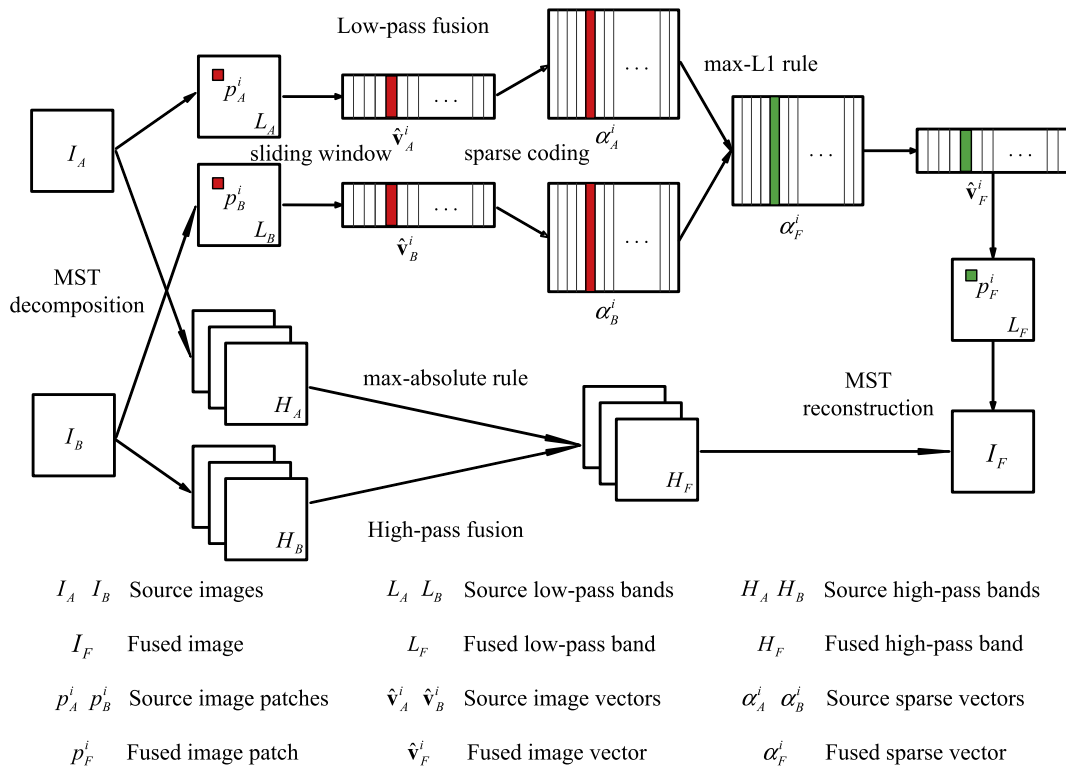 Low-pass fusion
max-L1 rule
I_A
p_A^i
L_A
v̂_A^i
. . .
α_A^i
. . .
sliding window
sparse coding
p_B^i
L_B
v̂_B^i
. . .
α_B^i
. . .
α_F^i
. . .
v̂_F^i
. . .
p_F^i
L_F
MST
decomposition
I_B
H_A
max-absolute rule
H_B
High-pass fusion
H_F
MST
reconstruction
I_F
I_A I_B Source images
L_A L_B Source low-pass bands
H_A H_B Source high-pass bands
I_F Fused image
L_F Fused low-pass band
H_F Fused high-pass band
p_A^i p_B^i Source image patches
v̂_A^i v̂_B^i Source image vectors
α_A^i α_B^i Source sparse vectors
p_F^i Fused image patch
v̂_F^i Fused image vector
α_F^i Fused sparse vector